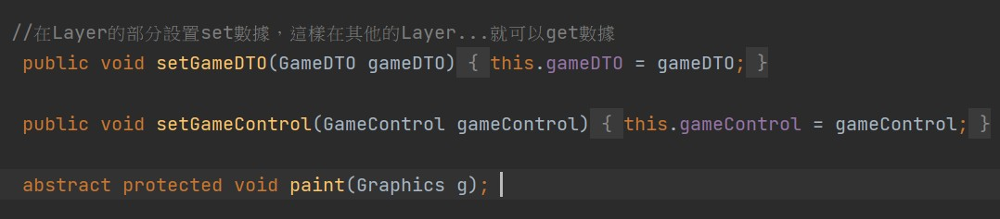 //在Layer的部分設置set數據，這樣在其他的Layer...就可以get數據
public void setGameDTO(GameDTO gameDTO) { this.gameDTO = gameDTO; }
public void setGameControl(GameControl gameControl) { this.gameControl = gameControl; }
abstract protected void paint(Graphics g);